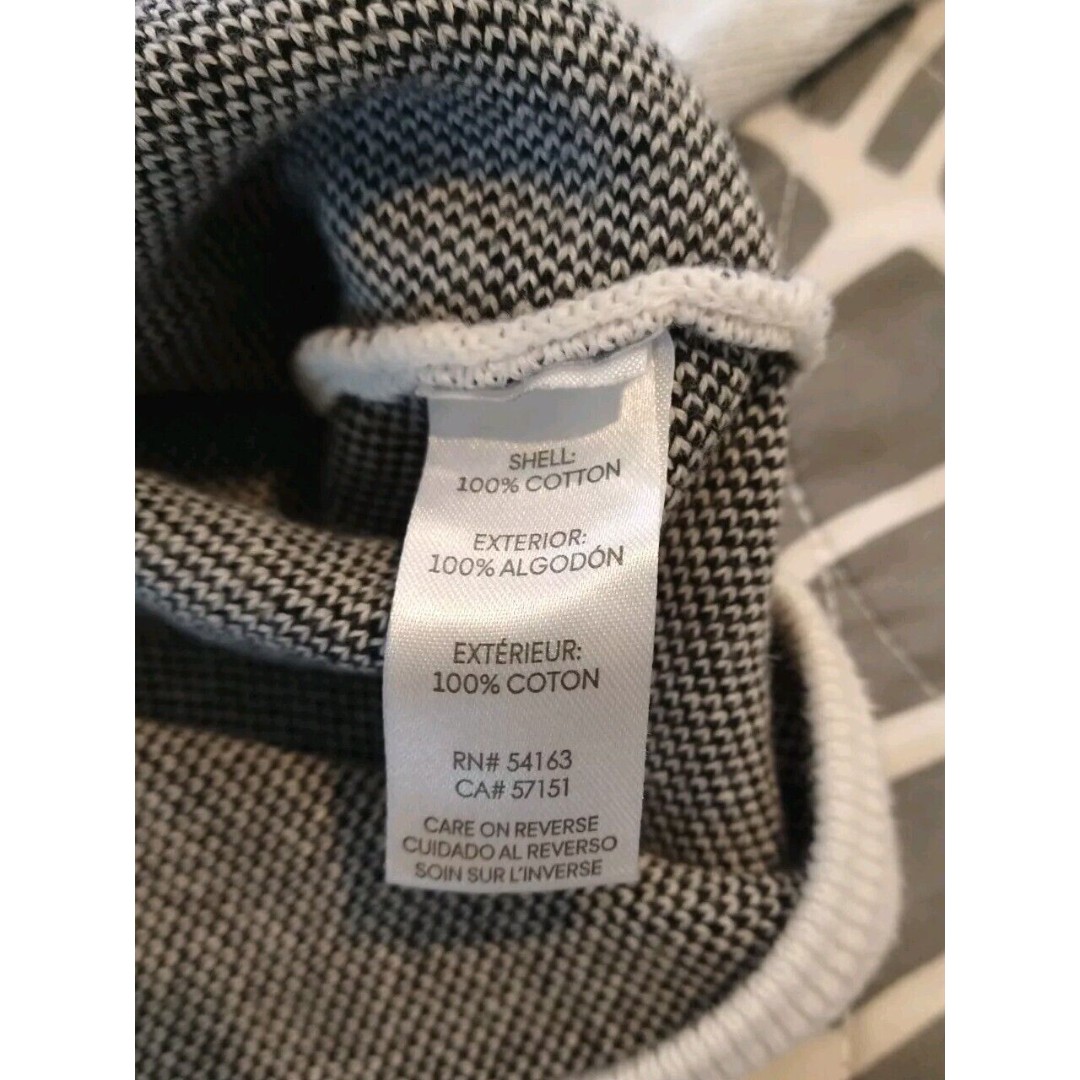 SHELL:
100% COTTON
EXTERIOR:
100% ALGODÓN
EXTÉRIEUR:
100% COTON
RN# 54163
CA# 57151
CARE ON REVERSE
CUIDADO AL REVERSO
SOIN SUR L'INVERSE